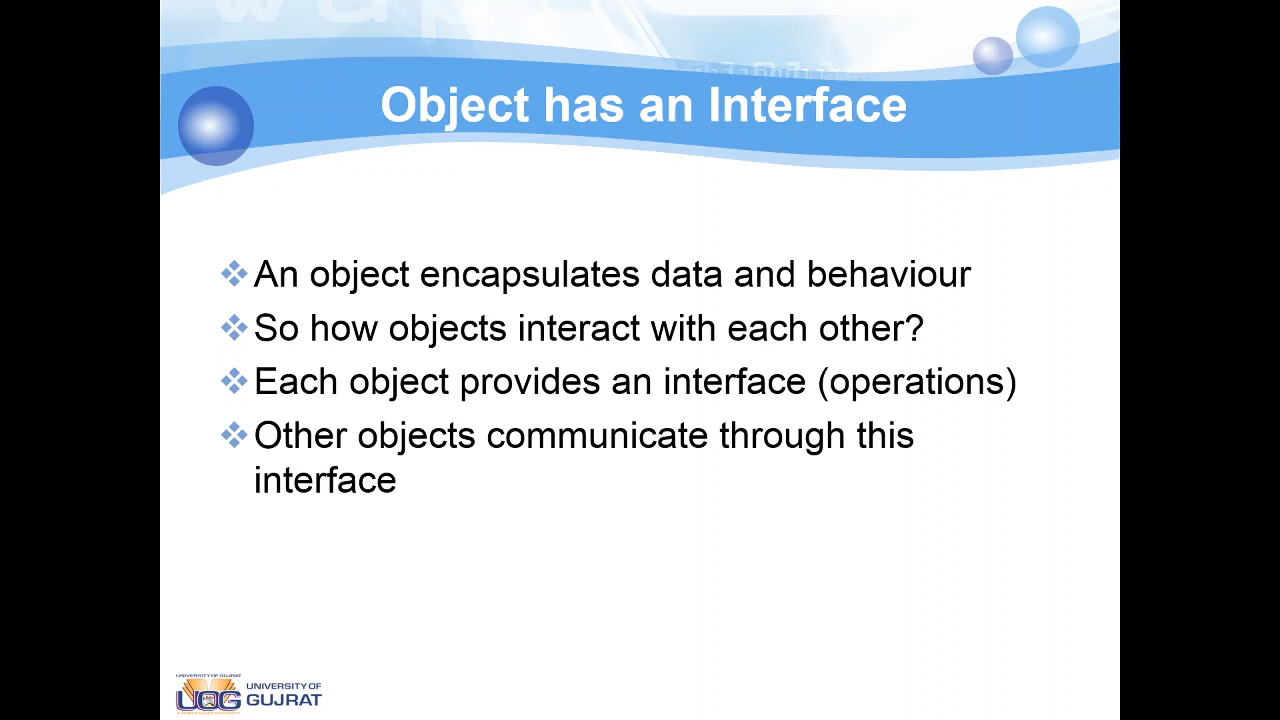 Object has an Interface
An object encapsulates data and behaviour
So how objects interact with each other?
Each object provides an interface (operations)
Other objects communicate through this
interface
UNIVERSITY OF GUJRAT
UOG
UNIVERSITY OF
GUJRAT